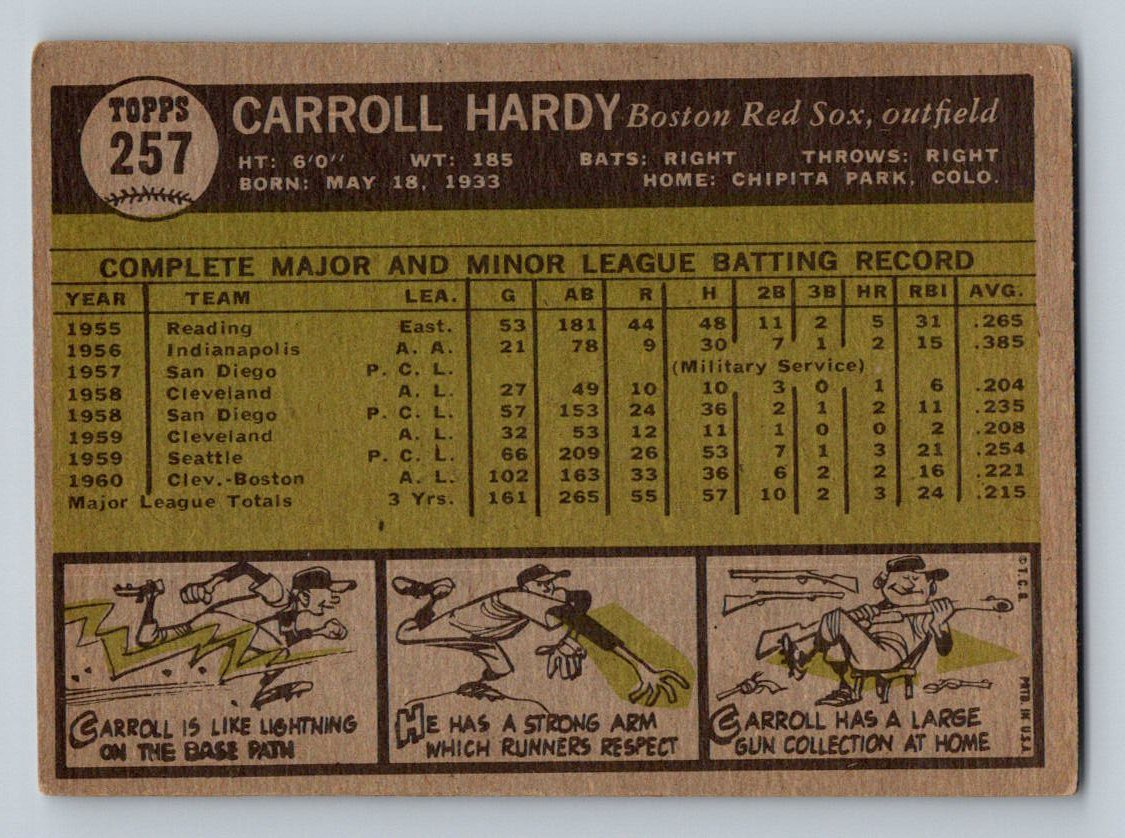 TOPPS
257
CARROLL HARDY Boston Red Sox, outfield
HT: 6'0" WT: 185 BATS: RIGHT THROWS: RIGHT
BORN: MAY 18, 1933 HOME: CHIPITA PARK, COLO.
COMPLETE MAJOR AND MINOR LEAGUE BATTING RECORD
YEAR TEAM LEA. G AB R H 2B 3B HR RBI AVG.
1955 Reading East. 53 181 44 48 11 2 5 31 .265
1956 Indianapolis A. A. 21 78 9 30 7 1 2 15 .385
1957 San Diego P. C. L. (Military Service)
1958 Cleveland A. L. 27 49 10 10 3 0 1 6 .204
1958 San Diego P. C. L. 57 153 24 36 2 1 2 11 .235
1959 Cleveland A. L. 32 53 12 11 1 0 0 2 .208
1959 Seattle P. C. L. 66 209 26 53 7 1 3 21 .254
1960 Clev.-Boston A. L. 102 163 33 36 6 2 2 16 .221
Major League Totals 3 Yrs. 161 265 55 57 10 2 3 24 .215
CARROLL IS LIKE LIGHTNING
ON THE BASE PATH
HE HAS A STRONG ARM
WHICH RUNNERS RESPECT
CARROLL HAS A LARGE
GUN COLLECTION AT HOME
© T. C. G.
PRTD. IN U.S.A.